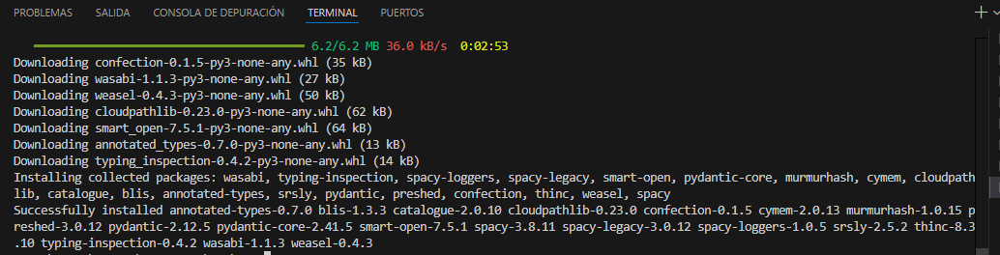 PROBLEMAS SALIDA CONSOLA DE DEPURACIÓN TERMINAL PUERTOS
6.2/6.2 MB 36.0 kB/s 0:02:53
Downloading confection-0.1.5-py3-none-any.whl (35 kB)
Downloading wasabi-1.1.3-py3-none-any.whl (27 kB)
Downloading weasel-0.4.3-py3-none-any.whl (50 kB)
Downloading cloudpathlib-0.23.0-py3-none-any.whl (62 kB)
Downloading smart_open-7.5.1-py3-none-any.whl (64 kB)
Downloading annotated_types-0.7.0-py3-none-any.whl (13 kB)
Downloading typing_inspection-0.4.2-py3-none-any.whl (14 kB)
Installing collected packages: wasabi, typing-inspection, spacy-loggers, spacy-legacy, smart-open, pydantic-core, murmurhash, cymem, cloudpath
lib, catalogue, blis, annotated-types, srsly, pydantic, preshed, confection, thinc, weasel, spacy
Successfully installed annotated-types-0.7.0 blis-1.3.3 catalogue-2.0.10 cloudpathlib-0.23.0 confection-0.1.5 cymem-2.0.13 murmurhash-1.0.15 p
reshed-3.0.12 pydantic-2.12.5 pydantic-core-2.41.5 smart-open-7.5.1 spacy-3.8.11 spacy-legacy-3.0.12 spacy-loggers-1.0.5 srsly-2.5.2 thinc-8.3
.10 typing-inspection-0.4.2 wasabi-1.1.3 weasel-0.4.3